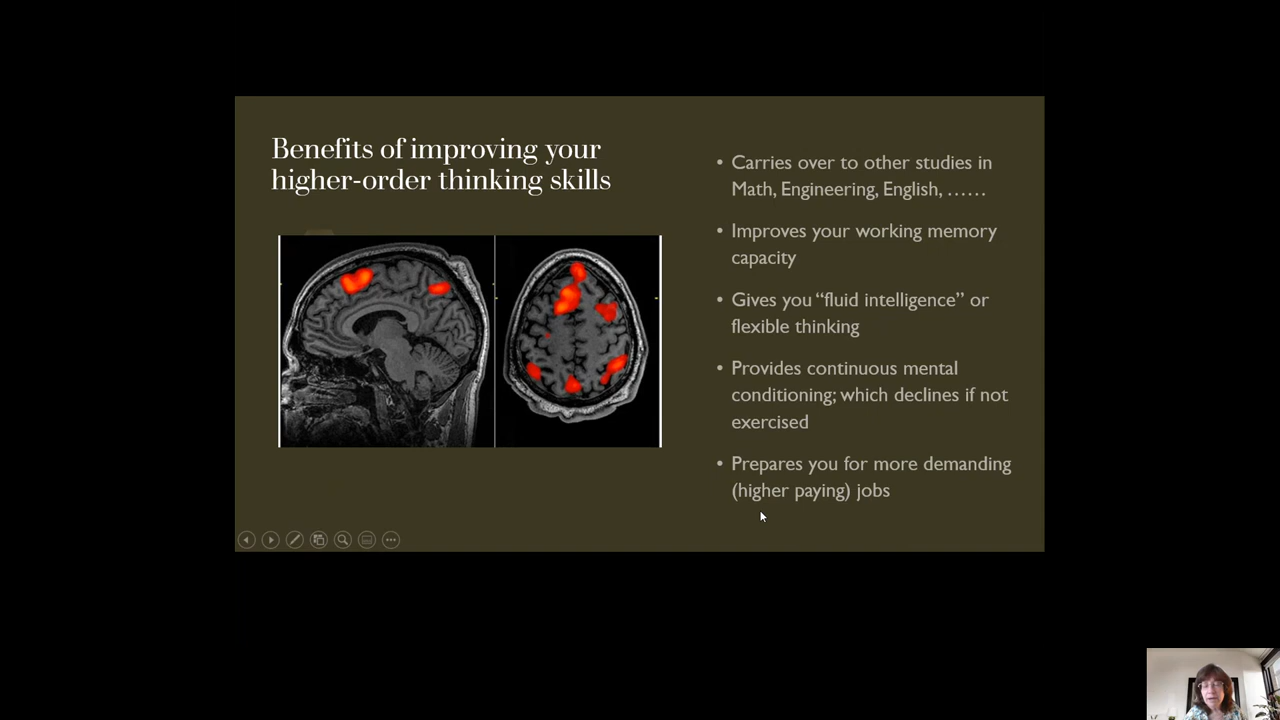 Benefits of improving your
higher-order thinking skills
• Carries over to other studies in
Math, Engineering, English, ……
• Improves your working memory
capacity
• Gives you “fluid intelligence” or
flexible thinking
• Provides continuous mental
conditioning; which declines if not
exercised
• Prepares you for more demanding
(higher paying) jobs